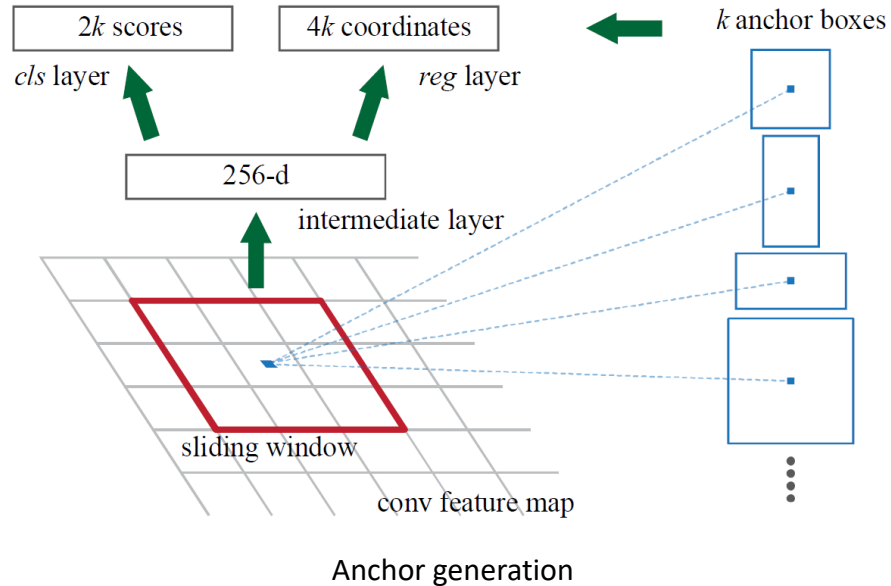 2k scores
4k coordinates
k anchor boxes
cls layer
reg layer
256-d
intermediate layer
sliding window
conv feature map
Anchor generation